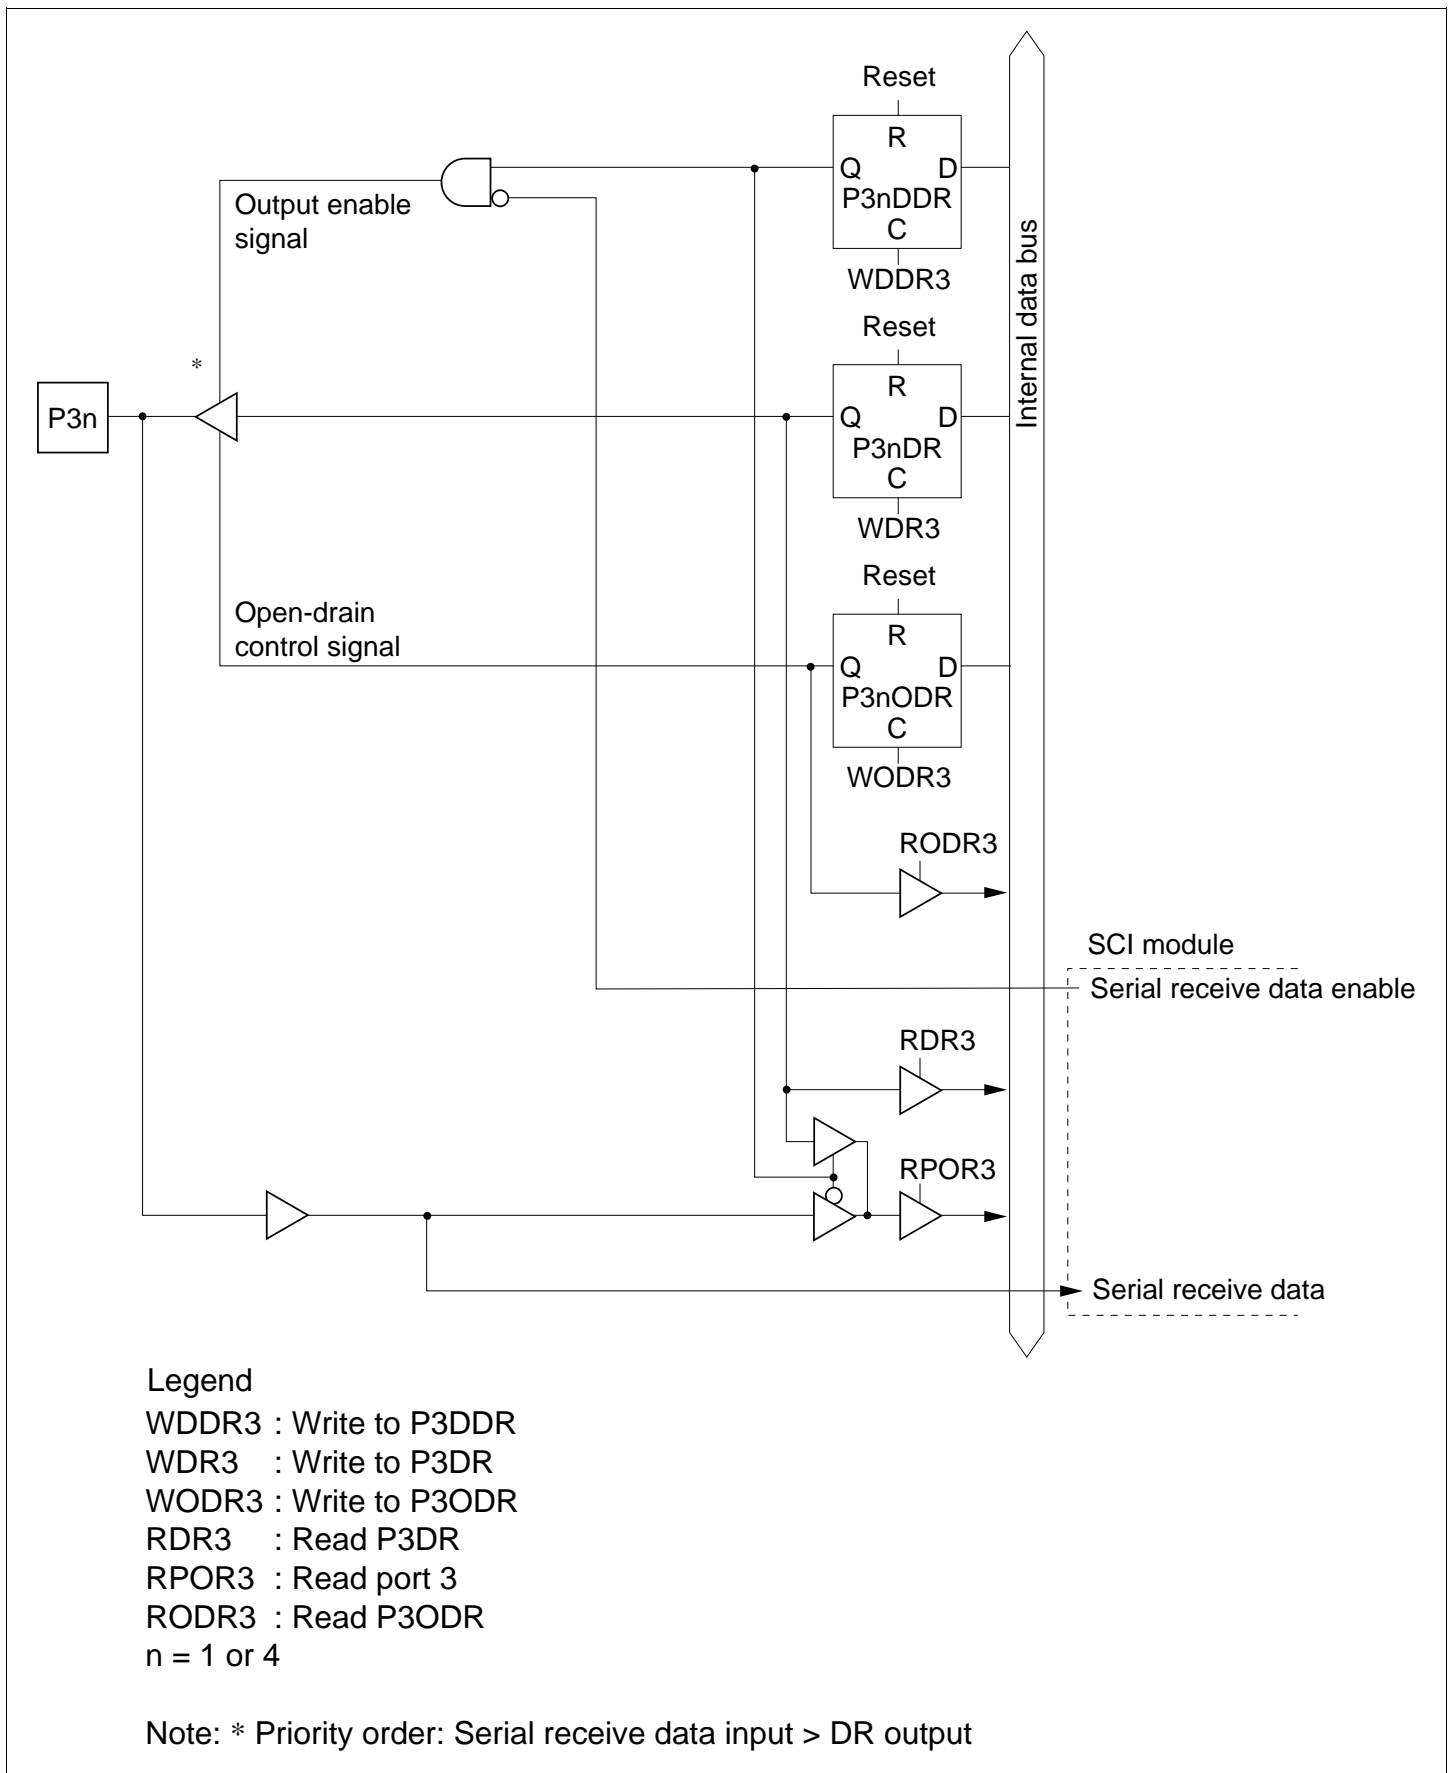 Reset
R
Q D
P3nDDR
C
WDDR3
Output enable
signal
Internal data bus
Reset
*
R
P3n
Q D
P3nDR
C
WDR3
Reset
Open-drain
control signal
R
Q D
P3nODR
C
WODR3
RODR3
SCI module
Serial receive data enable
RDR3
RPOR3
Serial receive data
Legend
WDDR3 : Write to P3DDR
WDR3 : Write to P3DR
WODR3 : Write to P3ODR
RDR3 : Read P3DR
RPOR3 : Read port 3
RODR3 : Read P3ODR
n = 1 or 4
Note: * Priority order: Serial receive data input > DR output